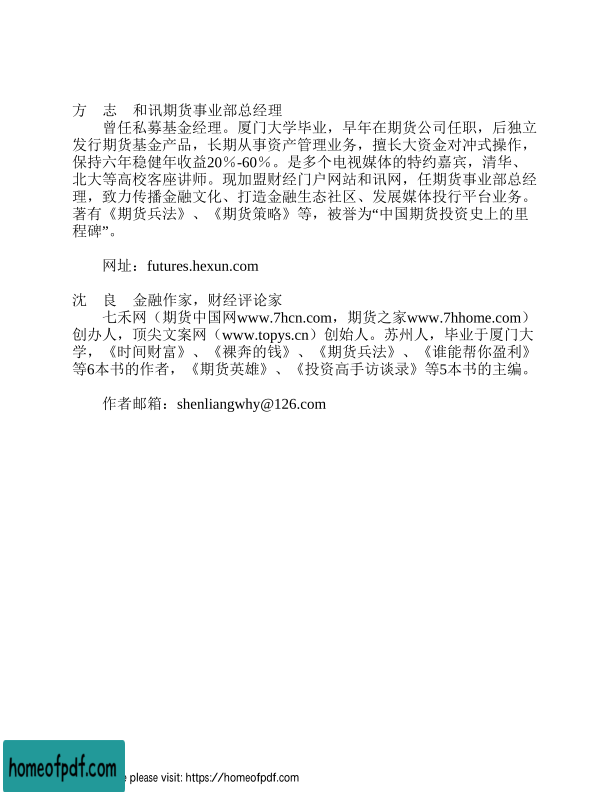 方　志　和讯期货事业部总经理
曾任私募基金经理。厦门大学毕业，早年在期货公司任职，后独立
发行期货基金产品，长期从事资产管理业务，擅长大资金对冲式操作，
保持六年稳健年收益20％-60％。是多个电视媒体的特约嘉宾，清华、
北大等高校客座讲师。现加盟财经门户网站和讯网，任期货事业部总经
理，致力传播金融文化、打造金融生态社区、发展媒体投行平台业务。
著有《期货兵法》、《期货策略》等，被誉为“中国期货投资史上的里
程碑”。
网址：futures.hexun.com
沈　良　金融作家，财经评论家
七禾网（期货中国网www.7hcn.com，期货之家www.7hhome.com）
创办人，顶尖文案网（www.topys.cn）创始人。苏州人，毕业于厦门大
学，《时间财富》、《裸奔的钱》、《期货兵法》、《谁能帮你盈利》
等6本书的作者，《期货英雄》、《投资高手访谈录》等5本书的主编。
作者邮箱：shenliangwhy@126.com
homeofpdf.com
please visit: https://homeofpdf.com